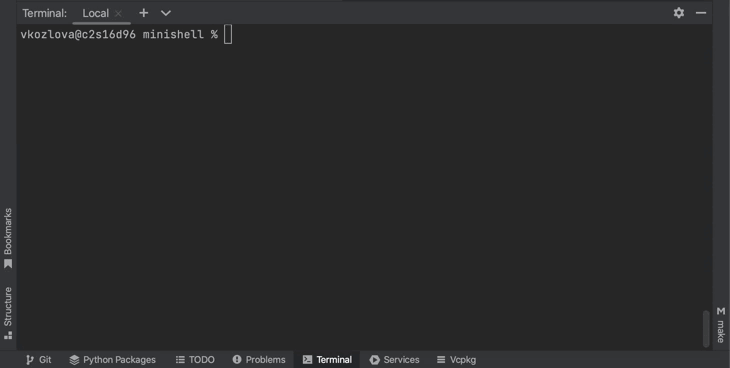 Terminal: Local
vkozlova@c2s16d96 minishell %
Bookmarks
Structure
make
Git Python Packages TODO Problems Terminal Services Vcpkg